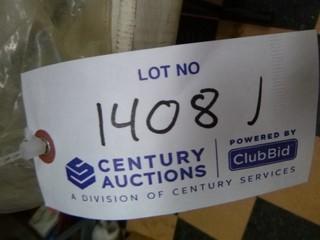 LOT NO
1408 J
CENTURY AUCTIONS
POWERED BY
ClubBid
A DIVISION OF CENTURY SERVICES